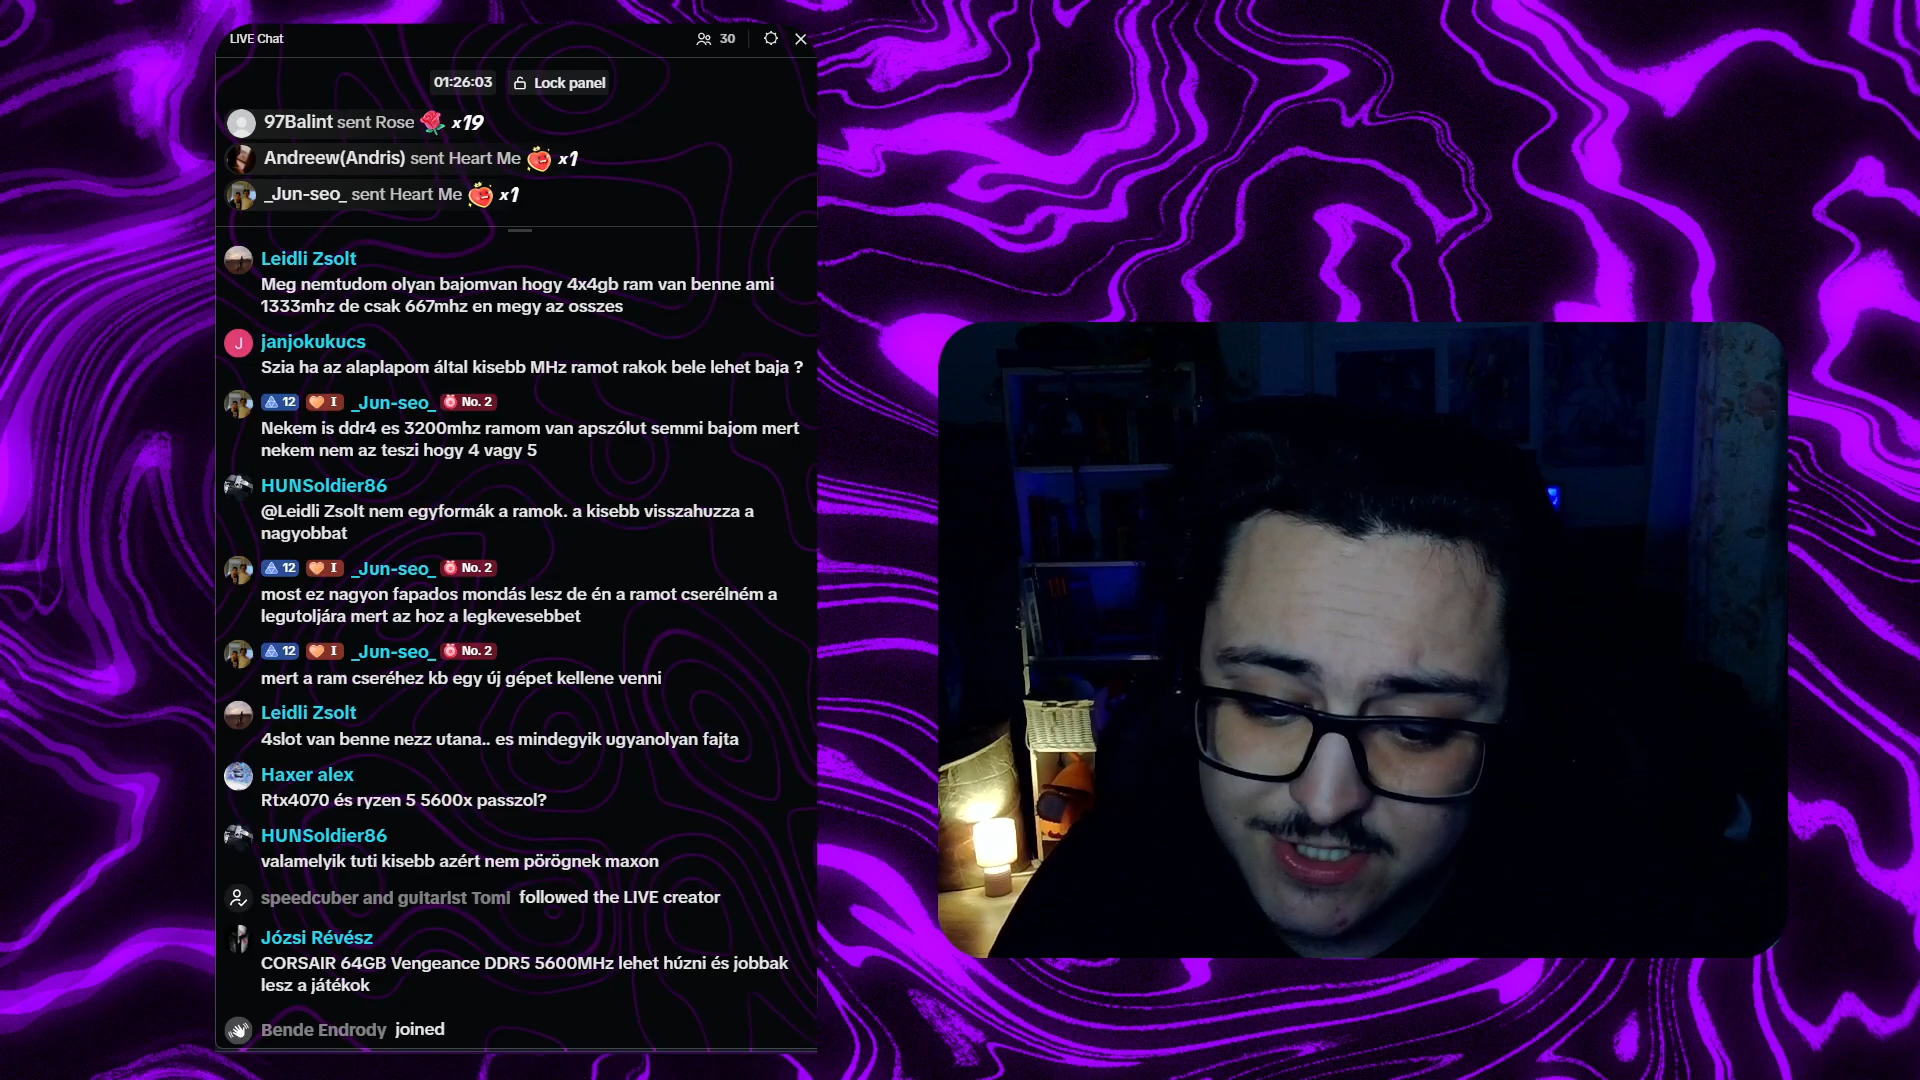 LIVE Chat
30
01:26:03 Lock panel
97Balint sent Rose x19
Andreew(Andris) sent Heart Me x1
_Jun-seo_ sent Heart Me x1
Leidli Zsolt
Meg nemtudom olyan bajomvan hogy 4x4gb ram van benne ami
1333mhz de csak 667mhz en megy az osszes
J janjokukucs
Szia ha az alaplapom által kisebb MHz ramot rakok bele lehet baja ?
12 I _Jun-seo_ No. 2
Nekem is ddr4 es 3200mhz ramom van apszólut semmi bajom mert
nekem nem az teszi hogy 4 vagy 5
HUNSoldier86
@Leidli Zsolt nem egyformák a ramok. a kisebb visszahuzza a
nagyobbat
12 I _Jun-seo_ No. 2
most ez nagyon fapados mondás lesz de én a ramot cserélném a
legutoljára mert az hoz a legkevesebbet
12 I _Jun-seo_ No. 2
mert a ram cseréhez kb egy új gépet kellene venni
Leidli Zsolt
4slot van benne nezz utana.. es mindegyik ugyanolyan fajta
Haxer alex
Rtx4070 és ryzen 5 5600x passzol?
HUNSoldier86
valamelyik tuti kisebb azért nem pörögnek maxon
speedcuber and guitarist Tomi followed the LIVE creator
Józsi Révész
CORSAIR 64GB Vengeance DDR5 5600MHz lehet húzni és jobbak
lesz a játékok
Bende Endrody joined